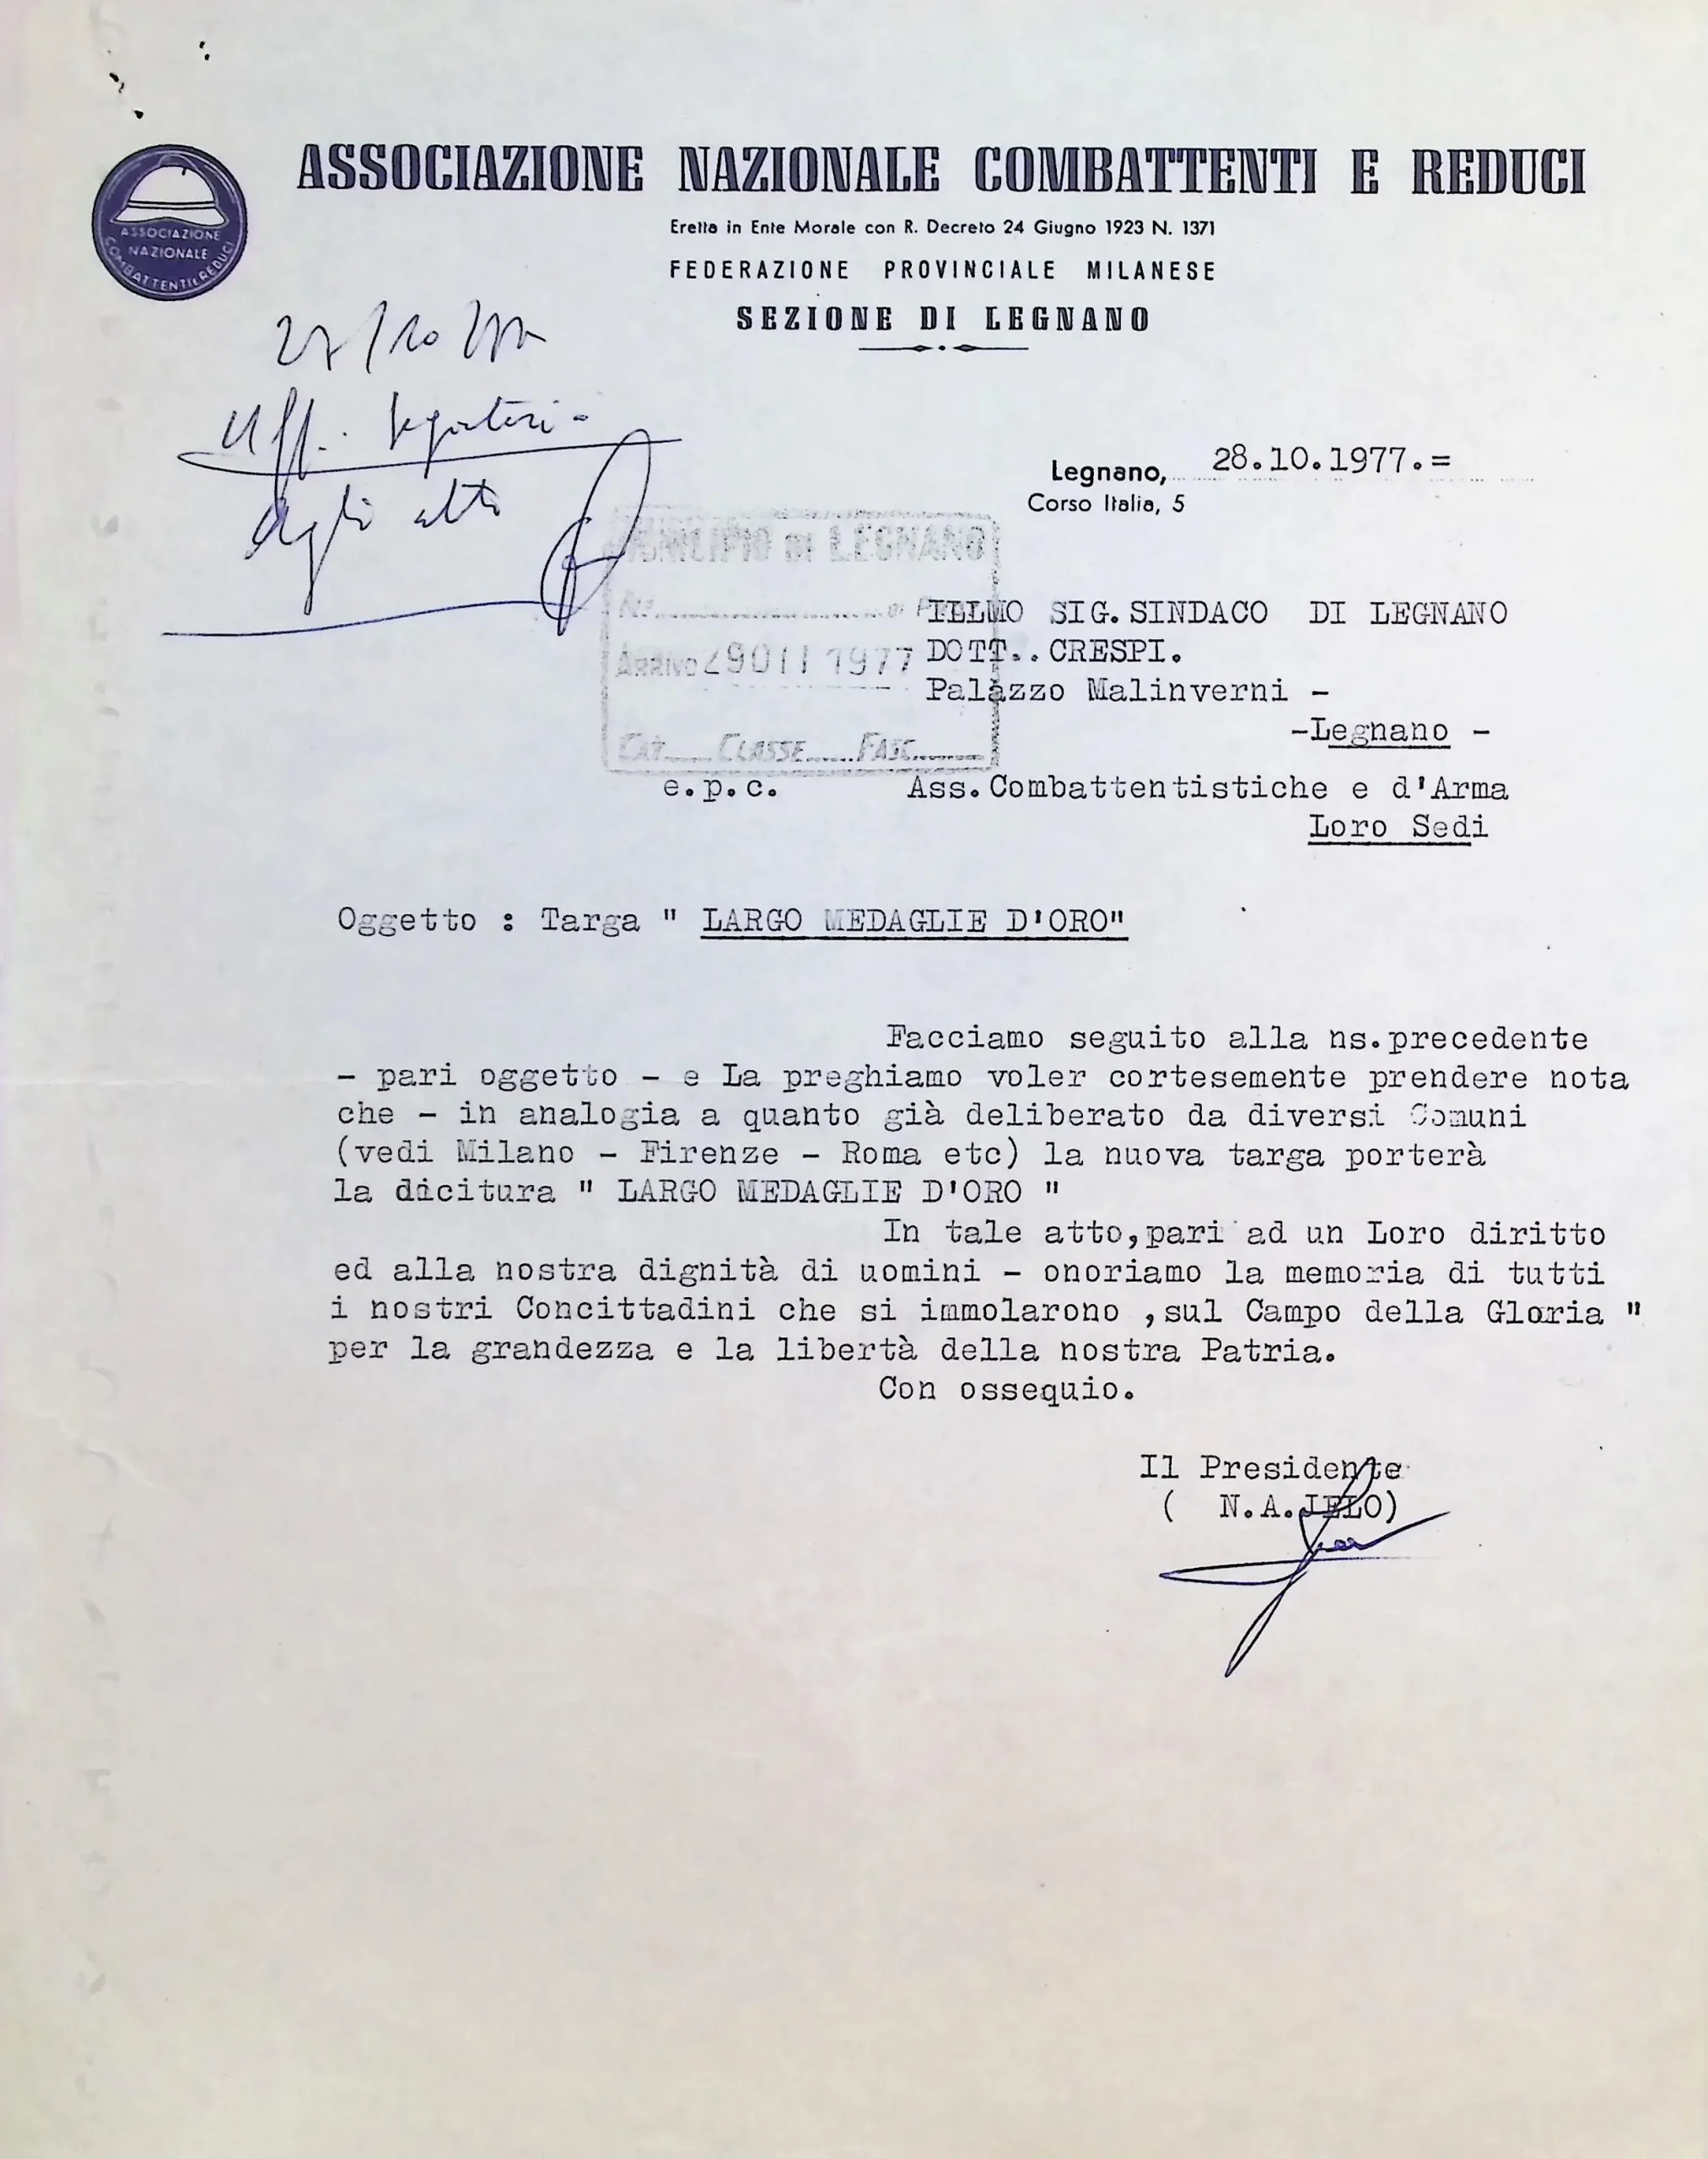 ASSOCIAZIONE NAZIONALE COMBATTENTI E REDUCI
Eretta in Ente Morale con R. Decreto 24 Giugno 1923 N. 1371
FEDERAZIONE PROVINCIALE MILANESE
SEZIONE DI LEGNANO
ASSOCIAZIONE
NAZIONALE
COMBATTENTI E REDUCI
Uff. segreteria
agli atti
Legnano, 28.10.1977.=
Corso Italia, 5
MUNICIPIO DI LEGNANO
N.°
ARRIVO 1977
CAT. CLASSE FASC.
ILLMO SIG.SINDACO DI LEGNANO
DOTT..CRESPI.
Palazzo Malinverni -
-Legnano -
e.p.c. Ass.Combattentistiche e d'Arma
Loro Sedi
Oggetto : Targa " LARGO MEDAGLIE D'ORO"
Facciamo seguito alla ns.precedente
- pari oggetto - e La preghiamo voler cortesemente prendere nota
che - in analogia a quanto già deliberato da diversi Comuni
(vedi Milano - Firenze - Roma etc) la nuova targa porterà
la dicitura " LARGO MEDAGLIE D'ORO "
In tale atto,pari ad un Loro diritto
ed alla nostra dignità di uomini - onoriamo la memoria di tutti
i nostri Concittadini che si immolarono ,sul Campo della Gloria "
per la grandezza e la libertà della nostra Patria.
Con ossequio.
Il Presidente
( N.A.JELO)